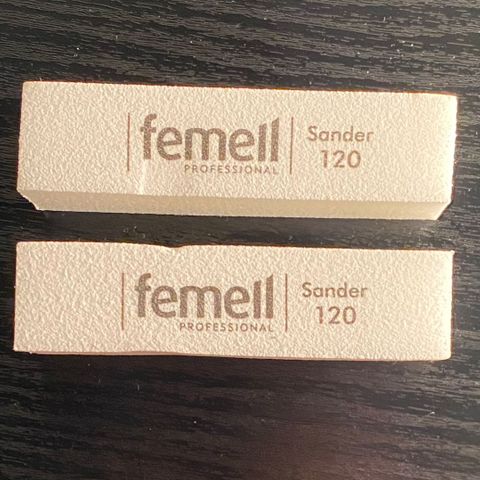 femell
PROFESSIONAL
Sander
120
femell
PROFESSIONAL
Sander
120